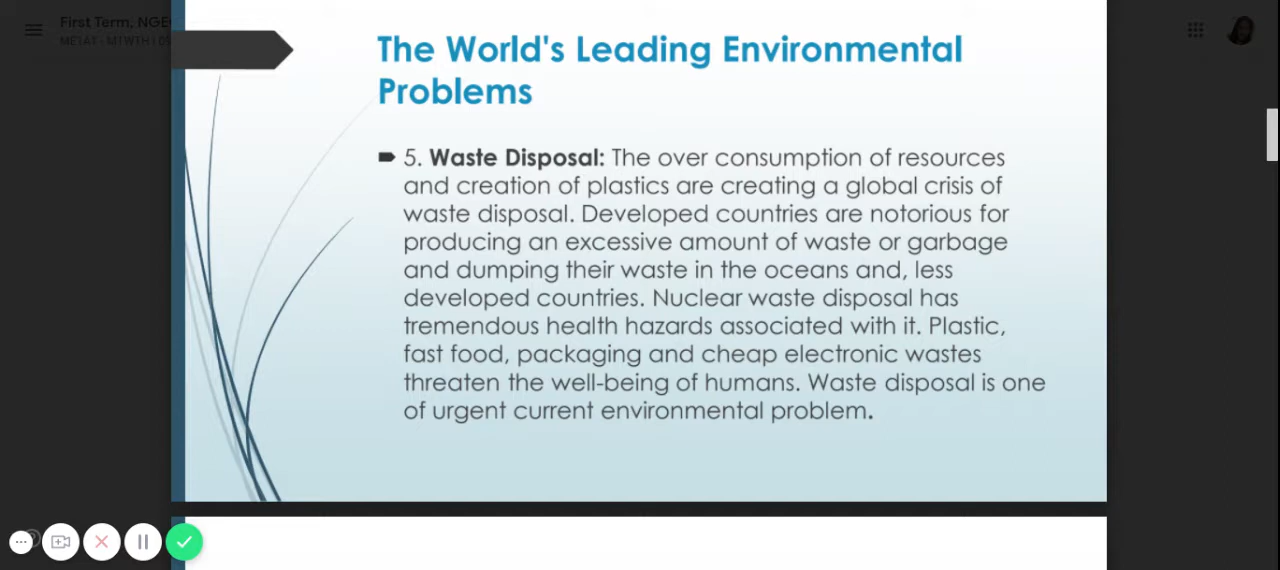 First Term, NGE
The World's Leading Environmental
Problems
5. Waste Disposal: The over consumption of resources
and creation of plastics are creating a global crisis of
waste disposal. Developed countries are notorious for
producing an excessive amount of waste or garbage
and dumping their waste in the oceans and, less
developed countries. Nuclear waste disposal has
tremendous health hazards associated with it. Plastic,
fast food, packaging and cheap electronic wastes
threaten the well-being of humans. Waste disposal is one
of urgent current environmental problem.